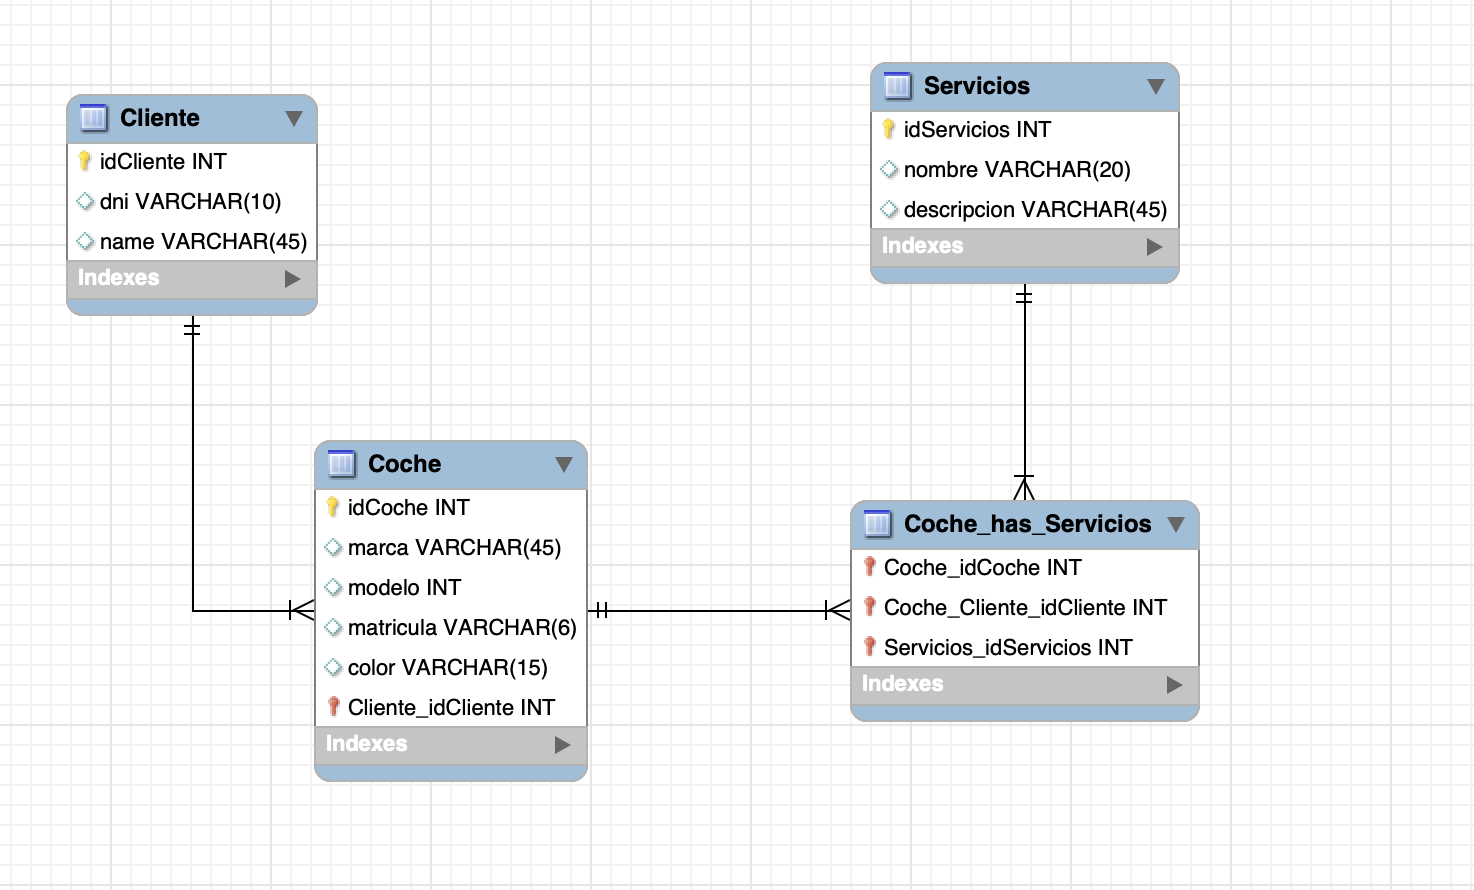 Cliente
idCliente INT
dni VARCHAR(10)
name VARCHAR(45)
Indexes
Servicios
idServicios INT
nombre VARCHAR(20)
descripcion VARCHAR(45)
Indexes
Coche
idCoche INT
marca VARCHAR(45)
modelo INT
matricula VARCHAR(6)
color VARCHAR(15)
Cliente_idCliente INT
Indexes
Coche_has_Servicios
Coche_idCoche INT
Coche_Cliente_idCliente INT
Servicios_idServicios INT
Indexes